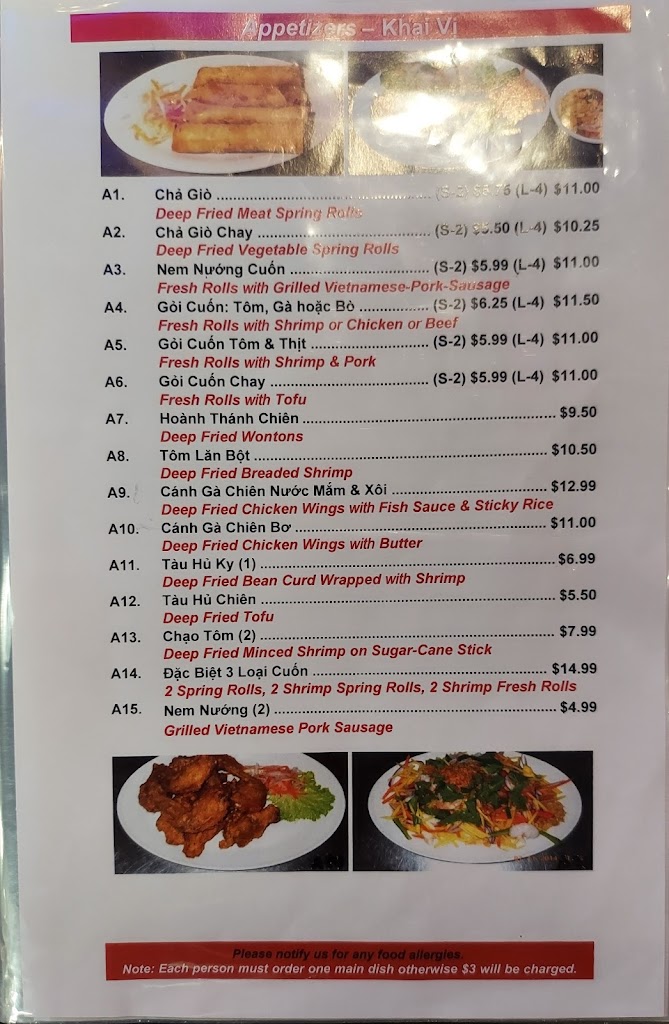 Appetizers – Khai Vị
A1. Chả Giò (L-4) $11.00
Deep Fried Meat Spring Rolls
A2. Chả Giò Chay (S-2) $5.50 (L-4) $10.25
Deep Fried Vegetable Spring Rolls
A3. Nem Nướng Cuốn (S-2) $5.99 (L-4) $11.00
Fresh Rolls with Grilled Vietnamese-Pork-Sausage
A4. Gỏi Cuốn: Tôm, Gà hoặc Bò (S-2) $6.25 (L-4) $11.50
Fresh Rolls with Shrimp or Chicken or Beef
A5. Gỏi Cuốn Tôm & Thịt (S-2) $5.99 (L-4) $11.00
Fresh Rolls with Shrimp & Pork
A6. Gỏi Cuốn Chay (S-2) $5.99 (L-4) $11.00
Fresh Rolls with Tofu
A7. Hoành Thánh Chiên $9.50
Deep Fried Wontons
A8. Tôm Lăn Bột $10.50
Deep Fried Breaded Shrimp
A9. Cánh Gà Chiên Nước Mắm & Xôi $12.99
Deep Fried Chicken Wings with Fish Sauce & Sticky Rice
A10. Cánh Gà Chiên Bơ $11.00
Deep Fried Chicken Wings with Butter
A11. Tàu Hủ Ky (1) $6.99
Deep Fried Bean Curd Wrapped with Shrimp
A12. Tàu Hủ Chiên $5.50
Deep Fried Tofu
A13. Chạo Tôm (2) $7.99
Deep Fried Minced Shrimp on Sugar-Cane Stick
A14. Đặc Biệt 3 Loại Cuốn $14.99
2 Spring Rolls, 2 Shrimp Spring Rolls, 2 Shrimp Fresh Rolls
A15. Nem Nướng (2) $4.99
Grilled Vietnamese Pork Sausage
Please notify us for any food allergies.
Note: Each person must order one main dish otherwise $3 will be charged.